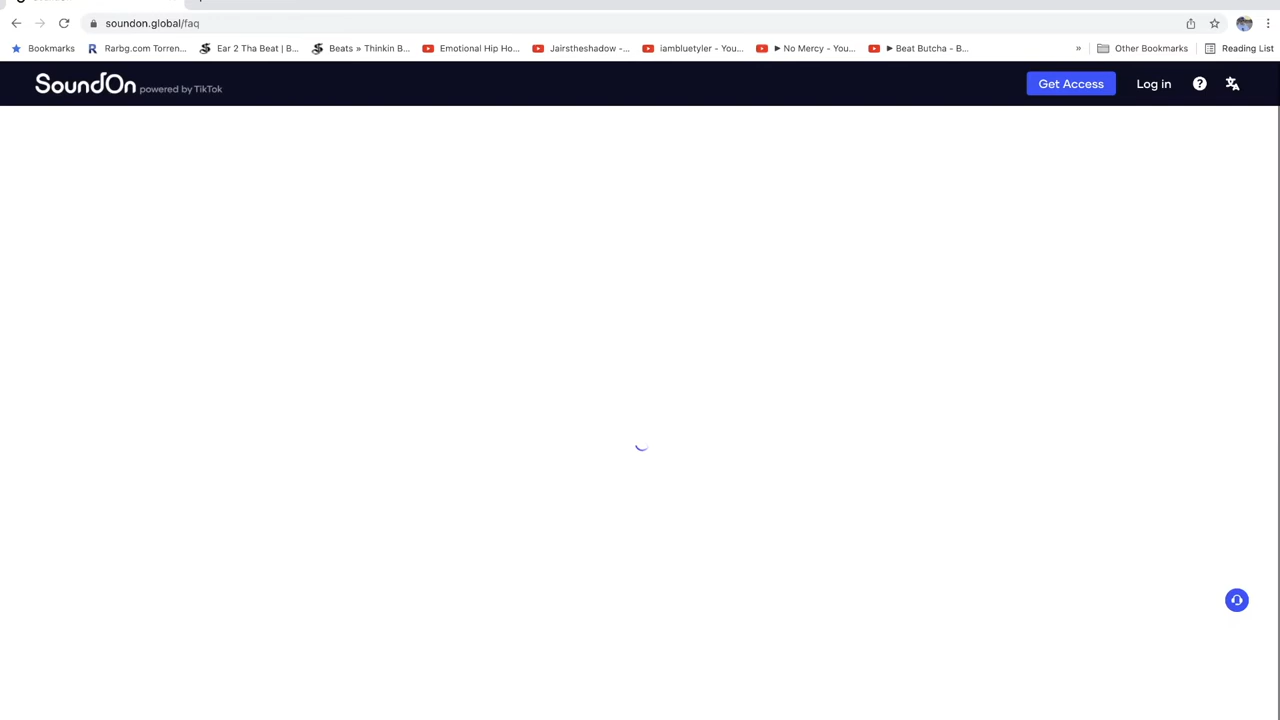 soundon.global/faq
Bookmarks Rarbg.com Torren... Ear 2 Tha Beat | B... Beats » Thinkin B... Emotional Hip Ho... Jairstheshadow -... iambluetyler - You... ►No Mercy - You... ►Beat Butcha - B... » Other Bookmarks Reading List
SoundOn powered by TikTok Get Access Log in